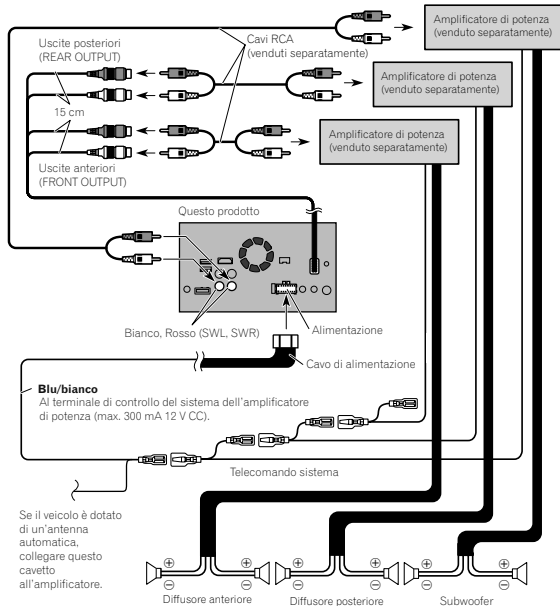 Amplificatore di potenza
(venduto separatamente)
Uscite posteriori
(REAR OUTPUT)
Cavi RCA
(venduti separatamente)
Amplificatore di potenza
(venduto separatamente)
15 cm
Amplificatore di potenza
(venduto separatamente)
Uscite anteriori
(FRONT OUTPUT)
Questo prodotto
Bianco, Rosso (SWL, SWR)
Alimentazione
Cavo di alimentazione
Blu/bianco
Al terminale di controllo del sistema dell'amplificatore
di potenza (max. 300 mA 12 V CC).
Telecomando sistema
Se il veicolo è dotato
di un'antenna
automatica,
collegare questo
cavetto
all'amplificatore.
+ + + + + +
− − − − − −
Diffusore anteriore
Diffusore posteriore
Subwoofer